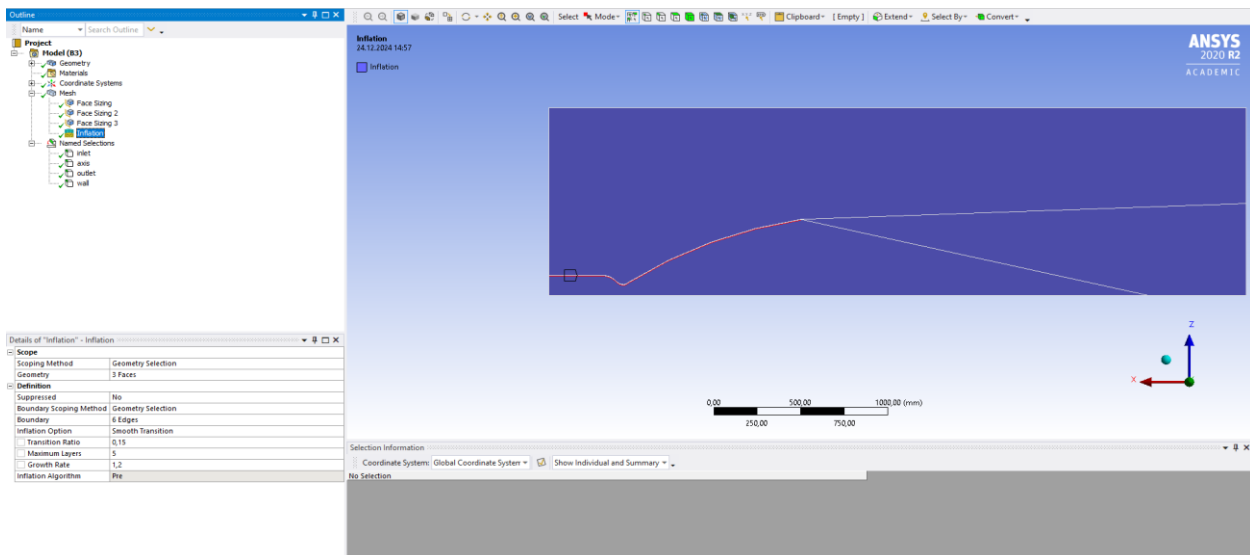 Outline
Name Search Outline
Project
Model (B3)
Geometry
Materials
Coordinate Systems
Mesh
Face Sizing
Face Sizing 2
Face Sizing 3
Inflation
Named Selections
inlet
axis
outlet
wall
Details of "Inflation" - Inflation
Scope
Scoping Method Geometry Selection
Geometry 3 Faces
Definition
Suppressed No
Boundary Scoping Method Geometry Selection
Boundary 6 Edges
Inflation Option Smooth Transition
Transition Ratio 0,15
Maximum Layers 5
Growth Rate 1,2
Inflation Algorithm Pre
Select Mode Clipboard [ Empty ] Extend Select By Convert
Inflation
24.12.2024 14:57
Inflation
ANSYS
2020 R2
ACADEMIC
Z
X
0,00 500,00 1000,00 (mm)
250,00 750,00
Selection Information
Coordinate System: Global Coordinate System Show Individual and Summary
No Selection